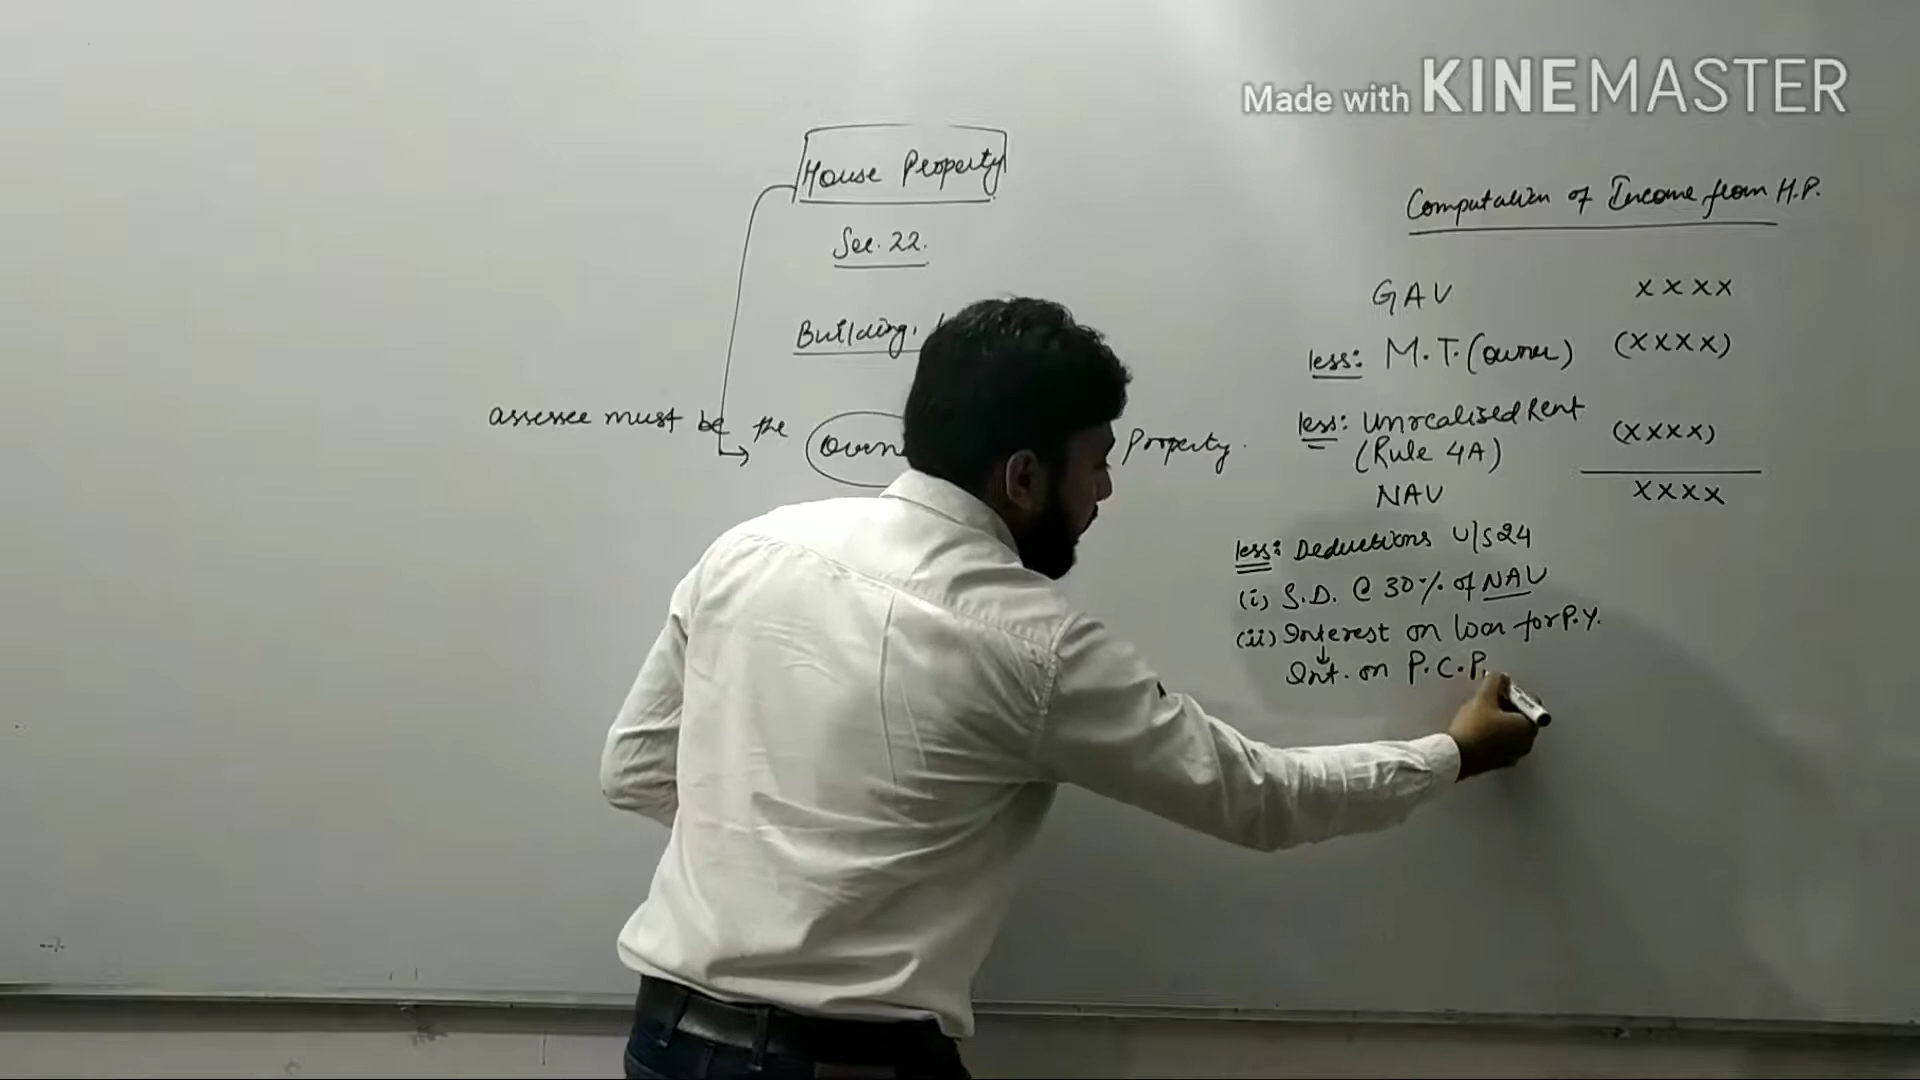 Made with KINEMASTER
House Property
Sec. 22.
Building,
assessee must be the
Property.
Computation of Income from H.P.
GAV XXXX
less: M.T. (owner) (XXXX)
less: Unrealised Rent
(Rule 4A) (XXXX)
NAV XXXX
less: Deductions U/S 24
(i) S.D. @ 30% of NAV
(ii) Interest on loan for P.Y.
Int. on P.C.P.